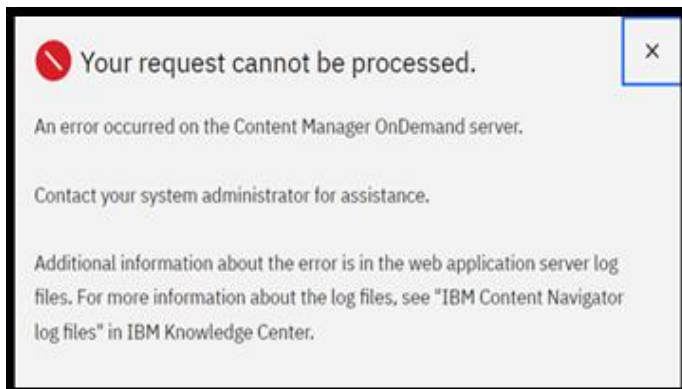 Your request cannot be processed.
An error occurred on the Content Manager OnDemand server.
Contact your system administrator for assistance.
Additional information about the error is in the web application server log
files. For more information about the log files, see "IBM Content Navigator
log files" in IBM Knowledge Center.